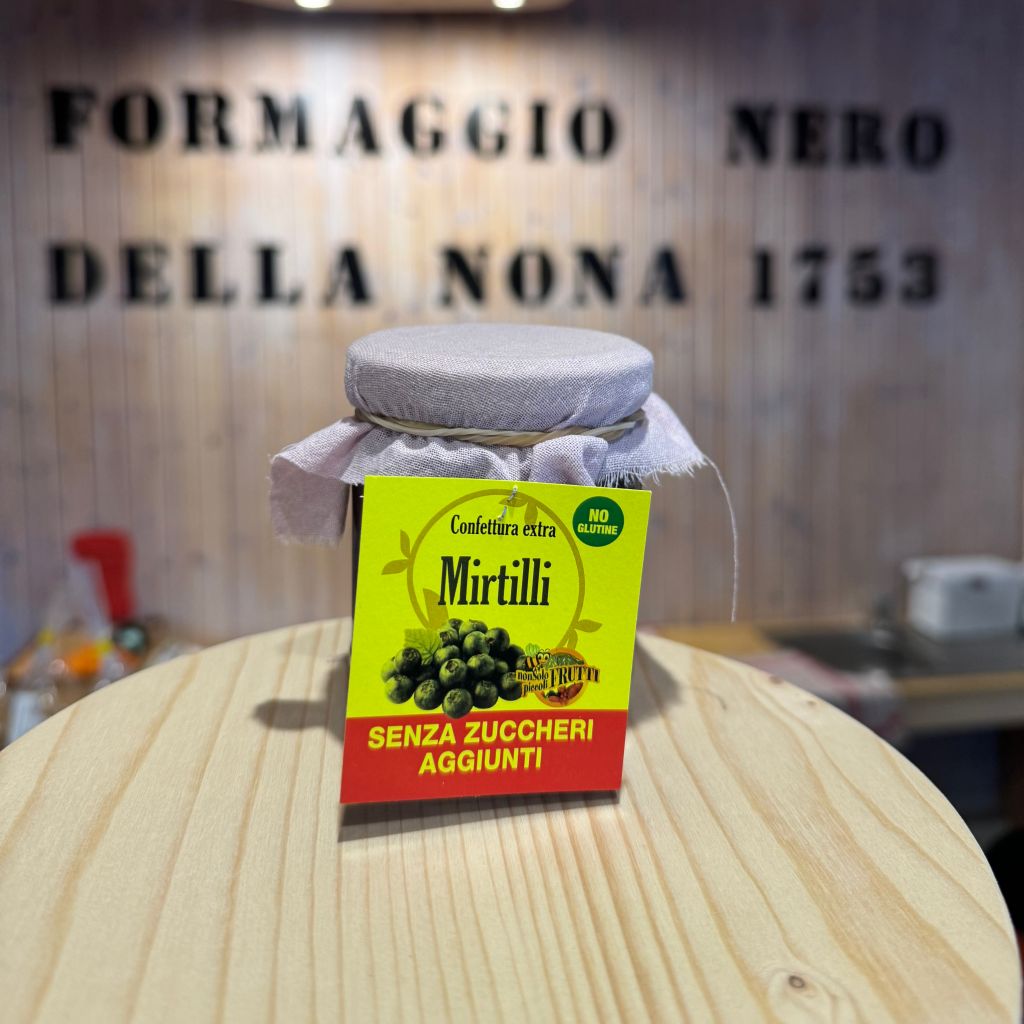 FORMAGGIO NERO
DELLA NONA 1753
Confettura extra
NO
GLUTINE
Mirtilli
nonSolo
piccoli FRUTTI
SENZA ZUCCHERI
AGGIUNTI